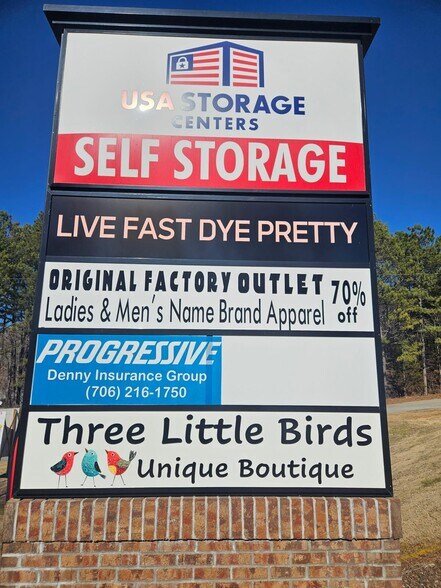 USA STORAGE
CENTERS
SELF STORAGE
LIVE FAST DYE PRETTY
ORIGINAL FACTORY OUTLET 70%
Ladies & Men's Name Brand Apparel off
PROGRESSIVE
Denny Insurance Group
(706) 216-1750
Three Little Birds
Unique Boutique